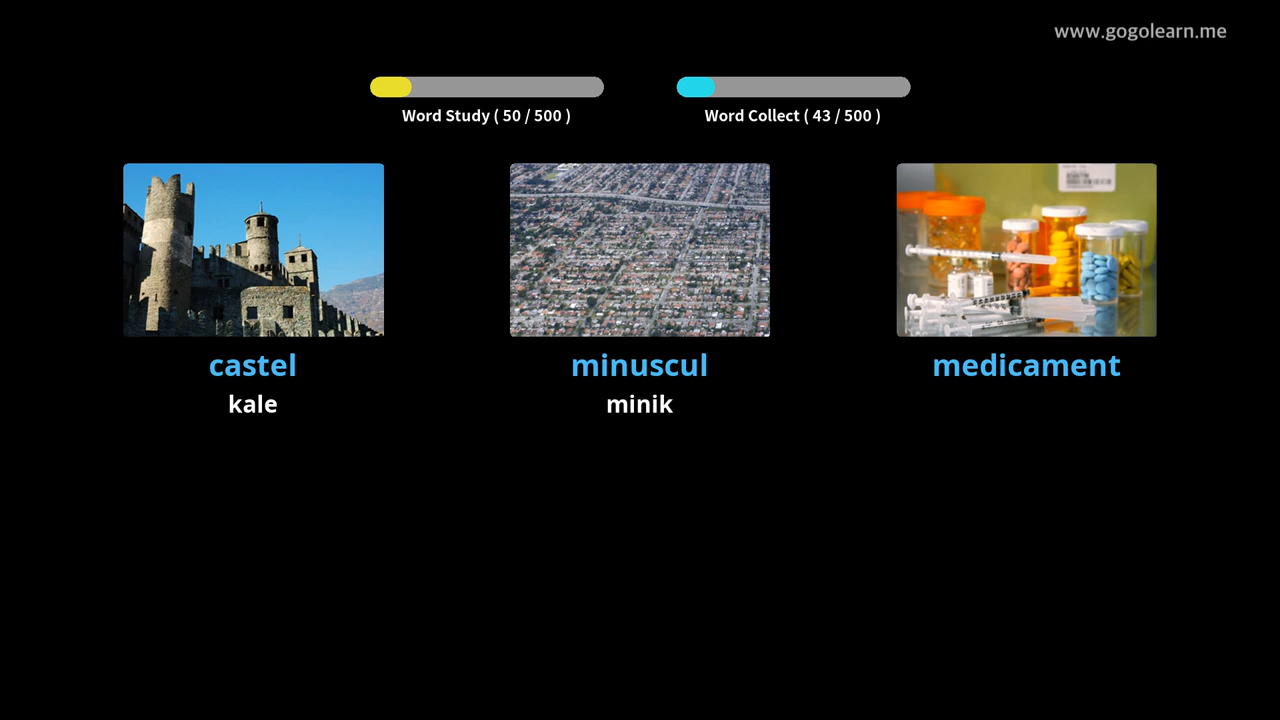 www.gogolearn.me
Word Study ( 50 / 500 )
Word Collect ( 43 / 500 )
castel
minuscul
medicament
kale
minik